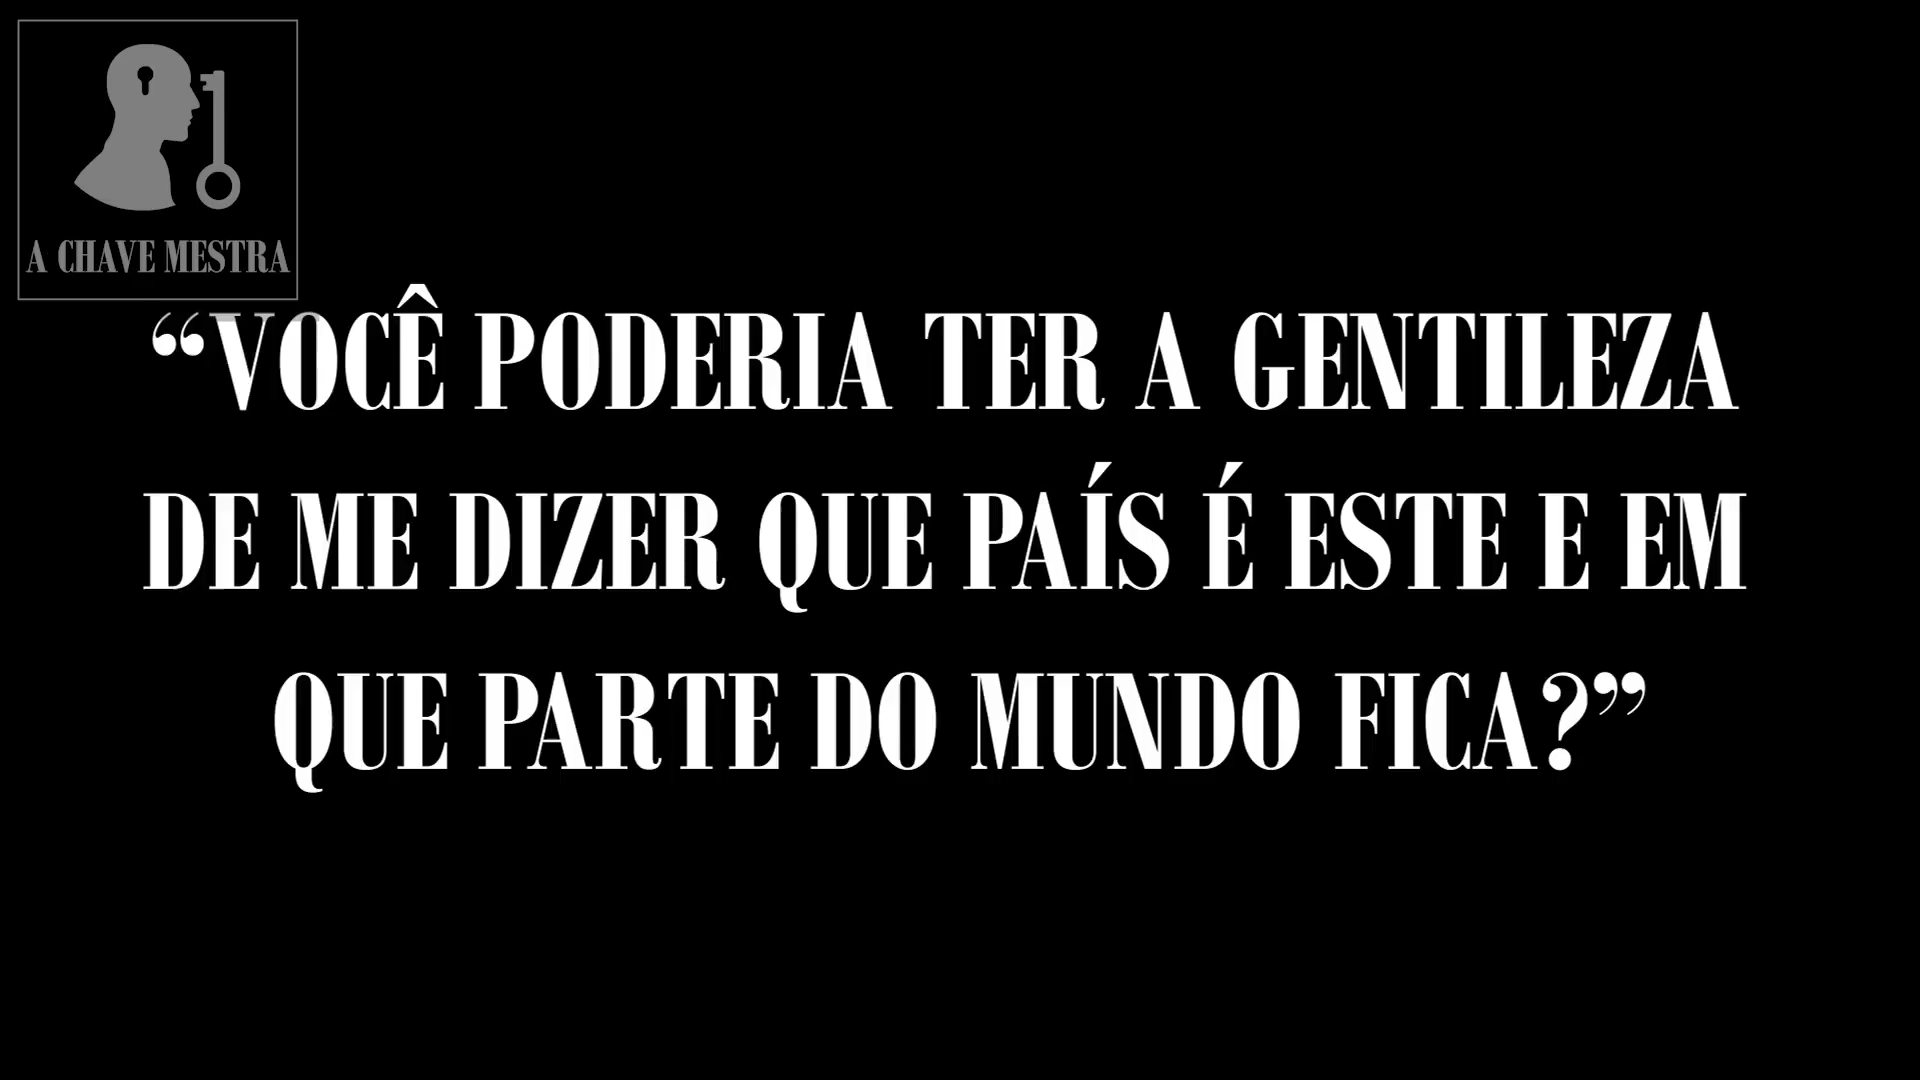 A CHAVE MESTRA
“VOCÊ PODERIA TER A GENTILEZA
DE ME DIZER QUE PAÍS É ESTE E EM
QUE PARTE DO MUNDO FICA?”